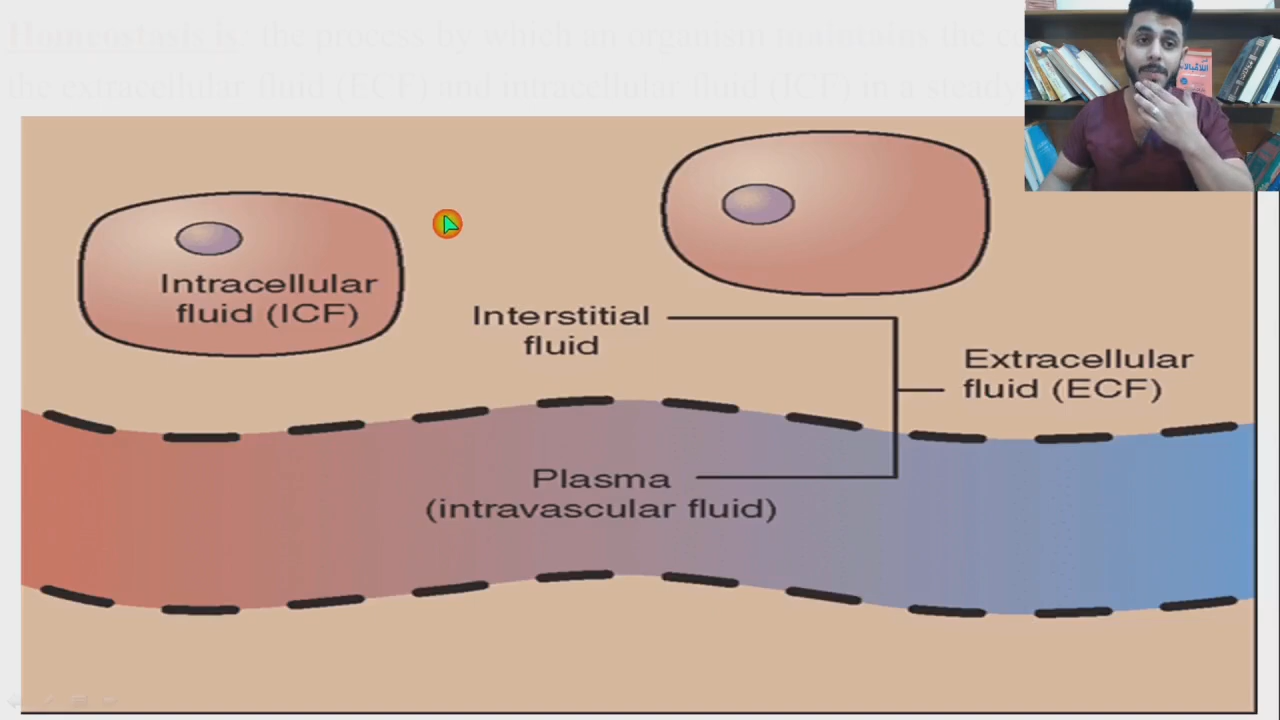 Homeostasis is the process by which an organism maintains the
the extracellular fluid (ECF) and intracellular fluid (ICF) in a steady
Intracellular
fluid (ICF)
Interstitial
fluid
Extracellular
fluid (ECF)
Plasma
(intravascular fluid)